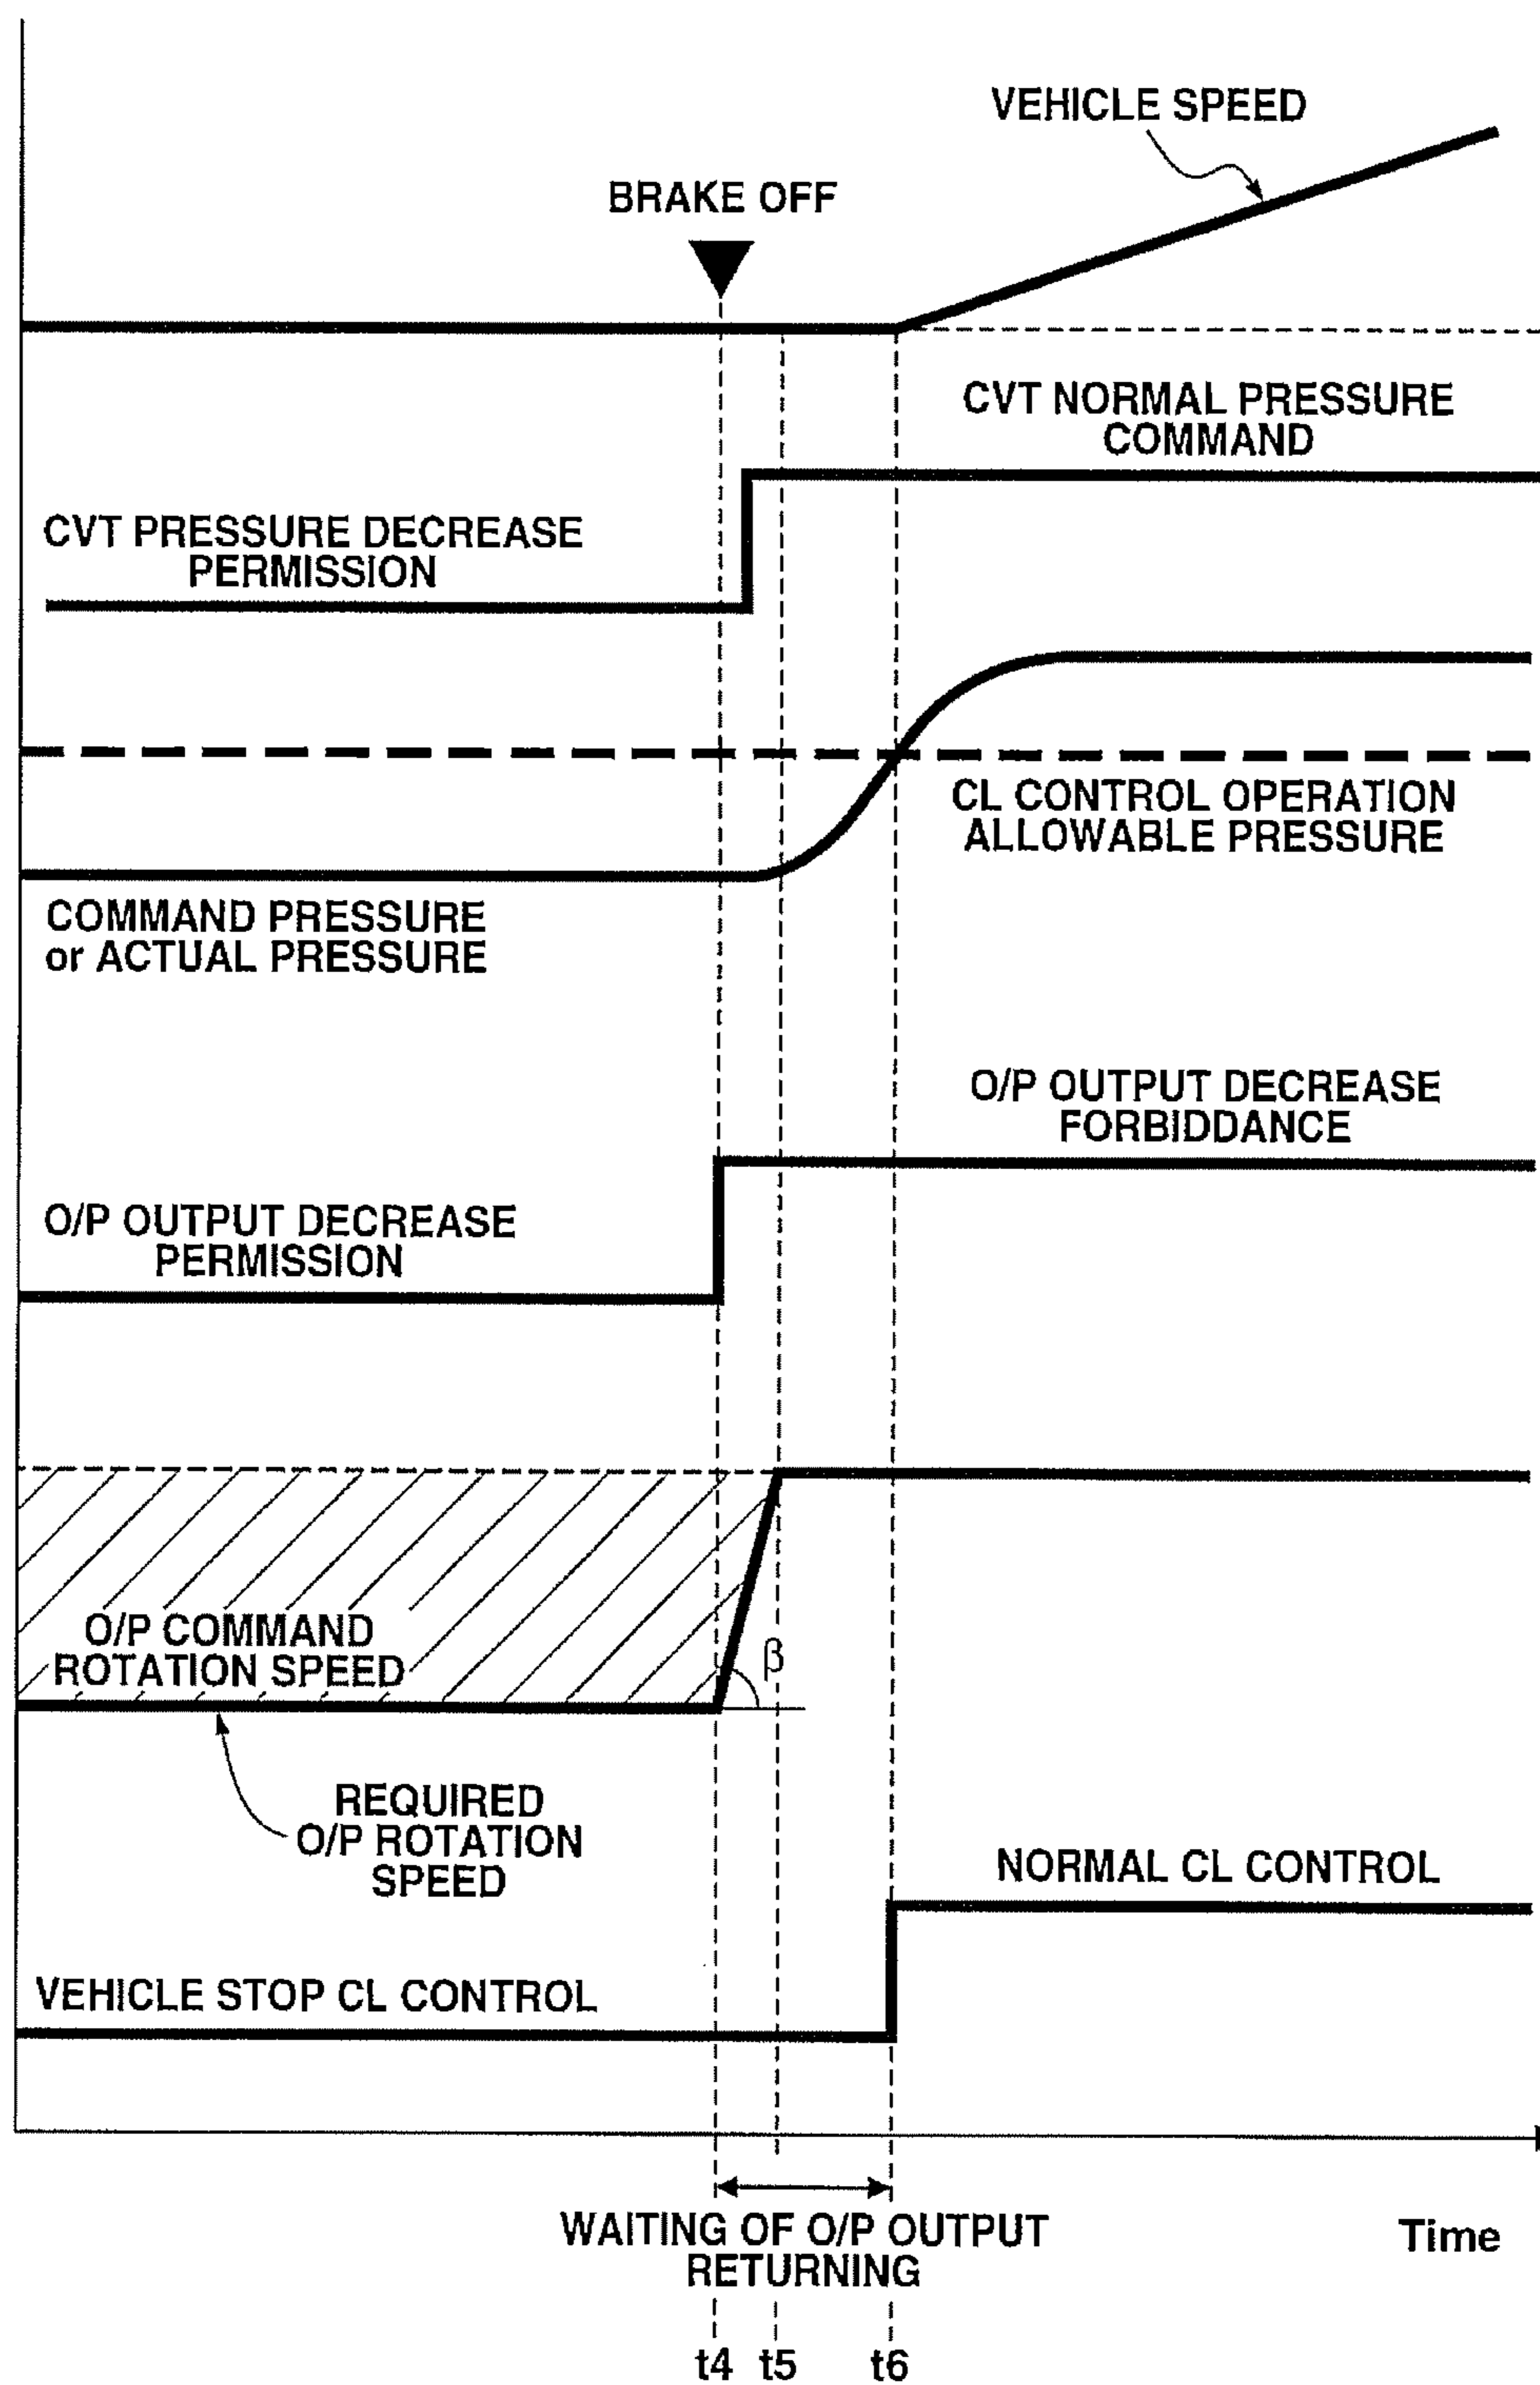 VEHICLE SPEED
BRAKE OFF
CVT NORMAL PRESSURE
COMMAND
CVT PRESSURE DECREASE
PERMISSION
CL CONTROL OPERATION
ALLOWABLE PRESSURE
COMMAND PRESSURE
or ACTUAL PRESSURE
O/P OUTPUT DECREASE
FORBIDDANCE
O/P OUTPUT DECREASE
PERMISSION
O/P COMMAND
ROTATION SPEED
β
REQUIRED
O/P ROTATION
SPEED
NORMAL CL CONTROL
VEHICLE STOP CL CONTROL
WAITING OF O/P OUTPUT
RETURNING
Time
t4 t5 t6